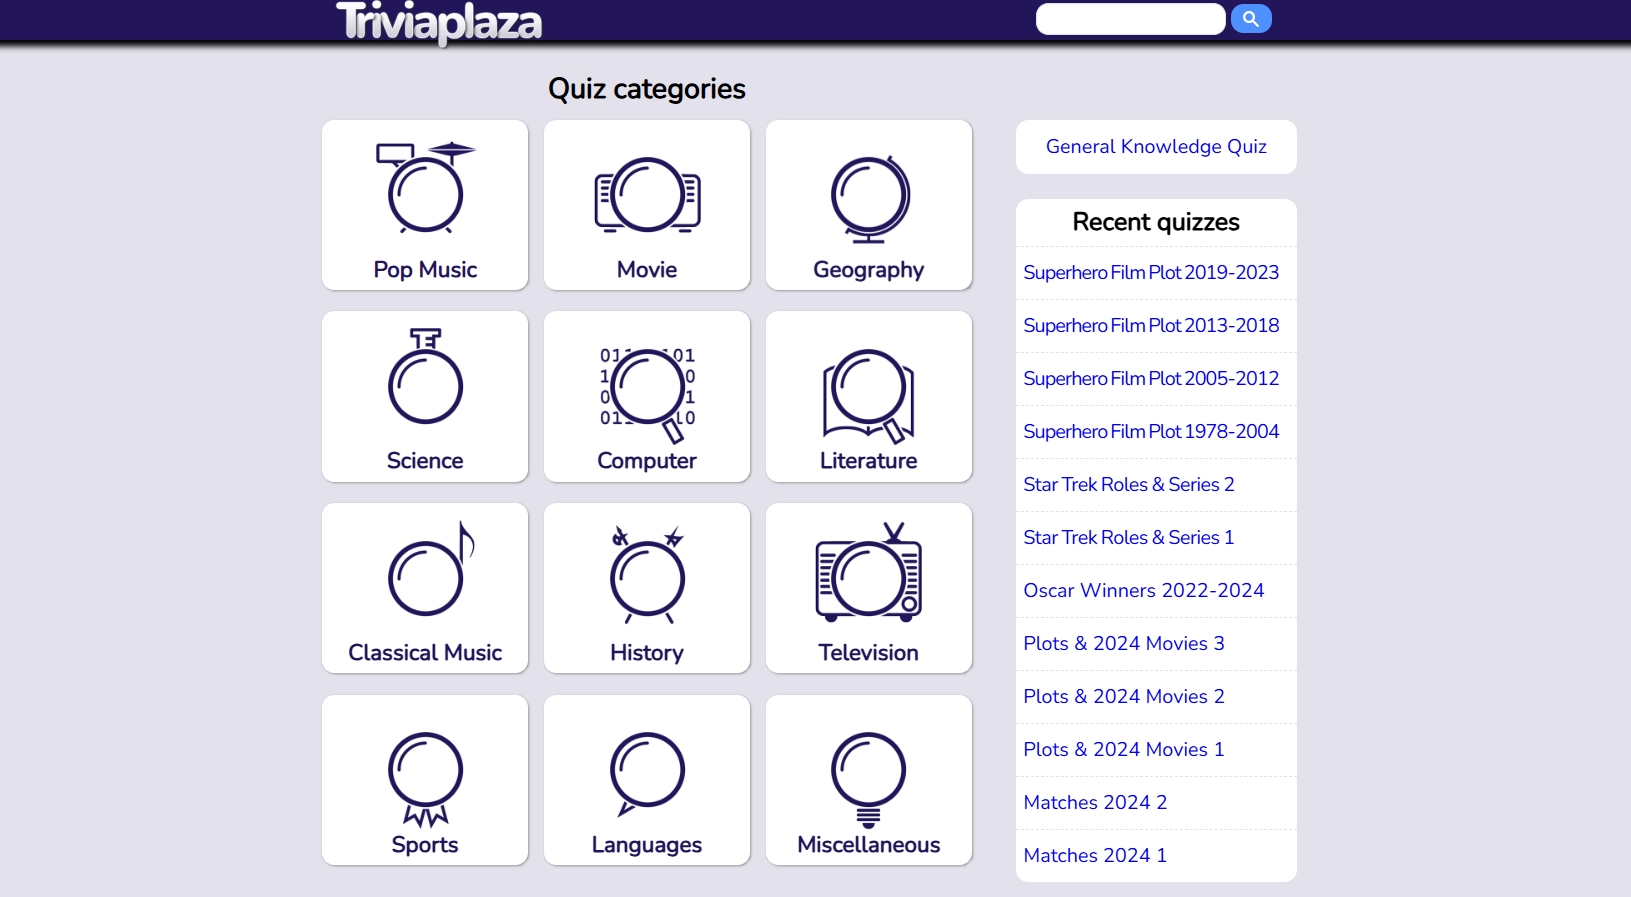 Triviaplaza
Quiz categories
Pop Music
Movie
Geography
Science
011 101
1 0
0 1
011 10
Computer
Literature
Classical Music
History
Television
Sports
Languages
Miscellaneous
General Knowledge Quiz
Recent quizzes
Superhero Film Plot 2019-2023
Superhero Film Plot 2013-2018
Superhero Film Plot 2005-2012
Superhero Film Plot 1978-2004
Star Trek Roles & Series 2
Star Trek Roles & Series 1
Oscar Winners 2022-2024
Plots & 2024 Movies 3
Plots & 2024 Movies 2
Plots & 2024 Movies 1
Matches 2024 2
Matches 2024 1